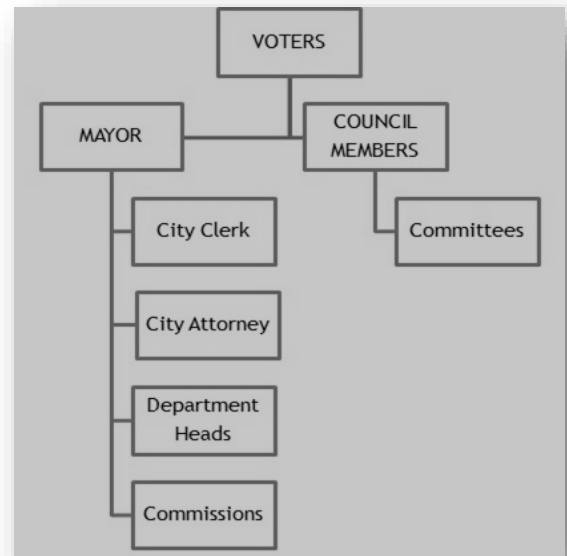 VOTERS
MAYOR
COUNCIL
MEMBERS
City Clerk
Committees
City Attorney
Department
Heads
Commissions